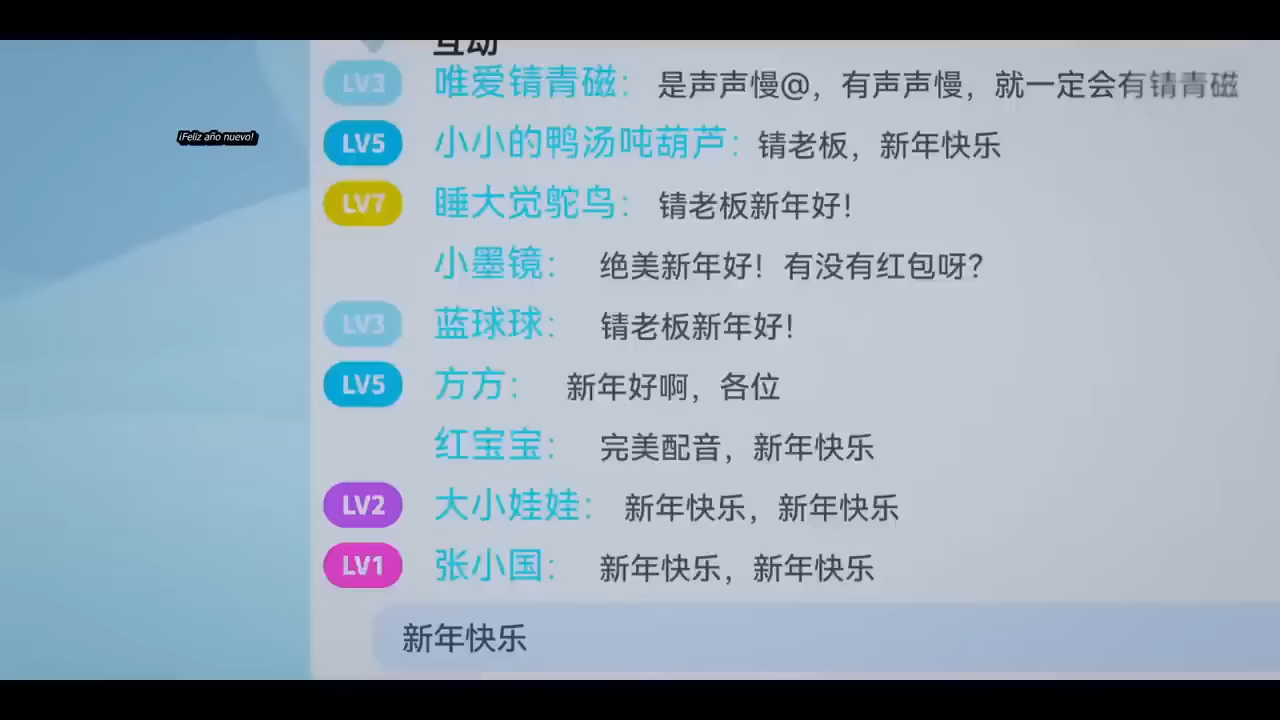 互动
LV3 唯爱锖青磁：是声声慢@，有声声慢，就一定会有锖青磁
¡Feliz año nuevo!
LV5 小小的鸭汤吨葫芦：锖老板，新年快乐
LV7 睡大觉鸵鸟：锖老板新年好！
小墨镜：绝美新年好！有没有红包呀？
LV3 蓝球球：锖老板新年好！
LV5 方方：新年好啊，各位
红宝宝：完美配音，新年快乐
LV2 大小娃娃：新年快乐，新年快乐
LV1 张小国：新年快乐，新年快乐
新年快乐